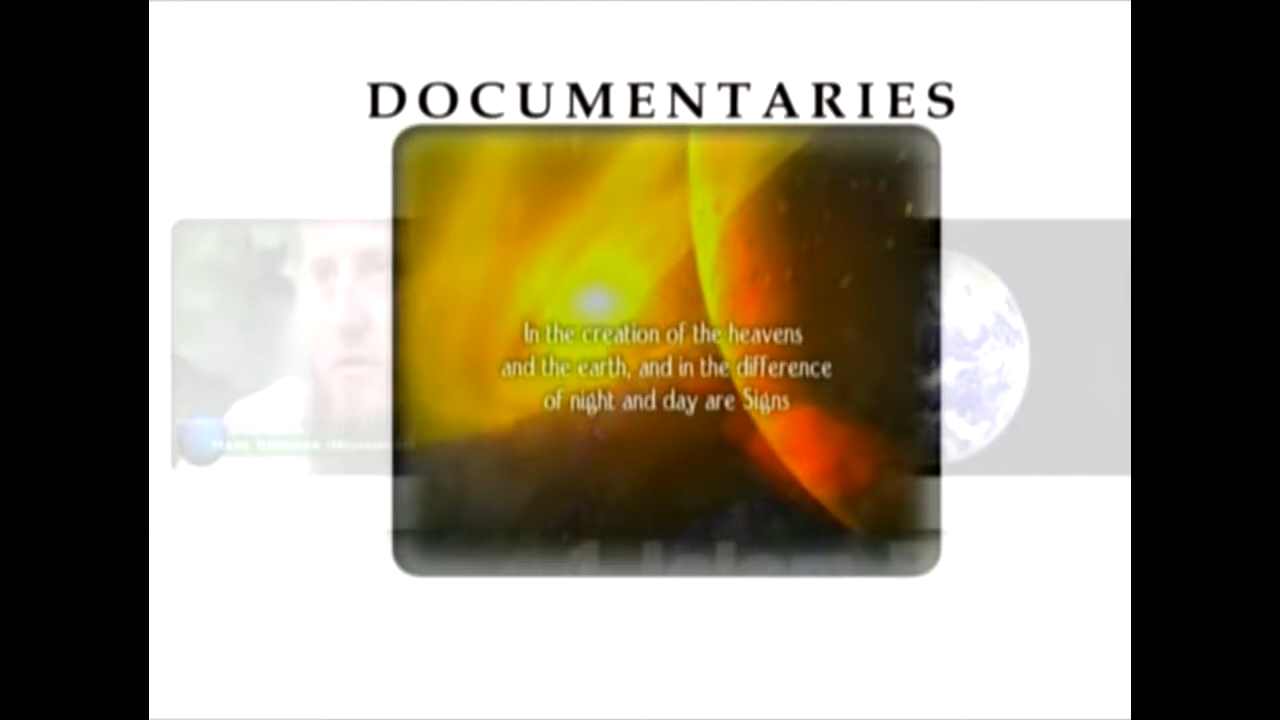 DOCUMENTARIES
In the creation of the heavens
and the earth, and in the difference
of night and day are Signs